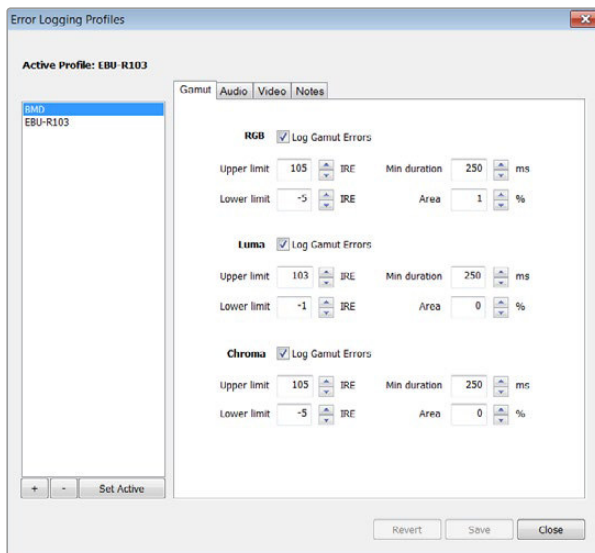 Error Logging Profiles
Active Profile: EBU-R103
BMD
EBU-R103
Gamut Audio Video Notes
RGB Log Gamut Errors
Upper limit 105 IRE Min duration 250 ms
Lower limit -5 IRE Area 1 %
Luma Log Gamut Errors
Upper limit 103 IRE Min duration 250 ms
Lower limit -1 IRE Area 0 %
Chroma Log Gamut Errors
Upper limit 105 IRE Min duration 250 ms
Lower limit -5 IRE Area 0 %
+ - Set Active
Revert Save Close